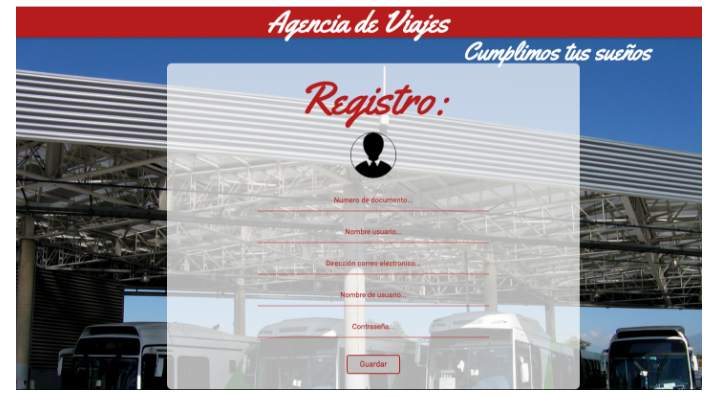 Agencia de Viajes
Cumplimos tus sueños
Registro:
Numero de documento...
Nombre usuario...
Dirección correo electronico...
Nombre de usuario...
Contraseña...
Guardar